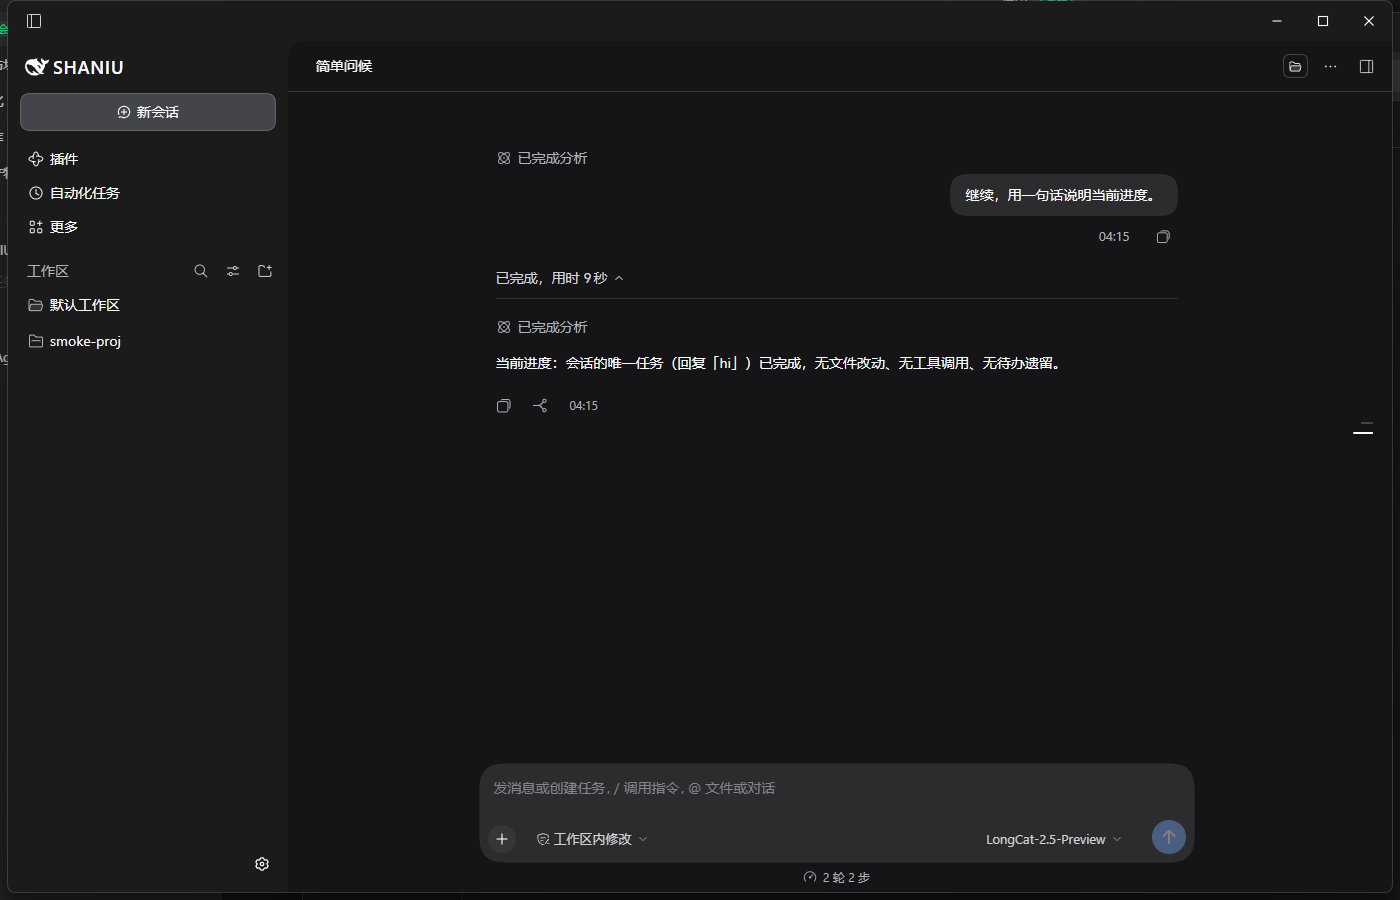 SHANIU
新会话
插件
自动化任务
更多
工作区
默认工作区
smoke-proj
简单问候
已完成分析
继续，用一句话说明当前进度。
04:15
已完成，用时 9 秒
已完成分析
当前进度：会话的唯一任务（回复「hi」）已完成，无文件改动、无工具调用、无待办遗留。
04:15
发消息或创建任务, / 调用指令, @ 文件或对话
工作区内修改
LongCat-2.5-Preview
2 轮 2 步